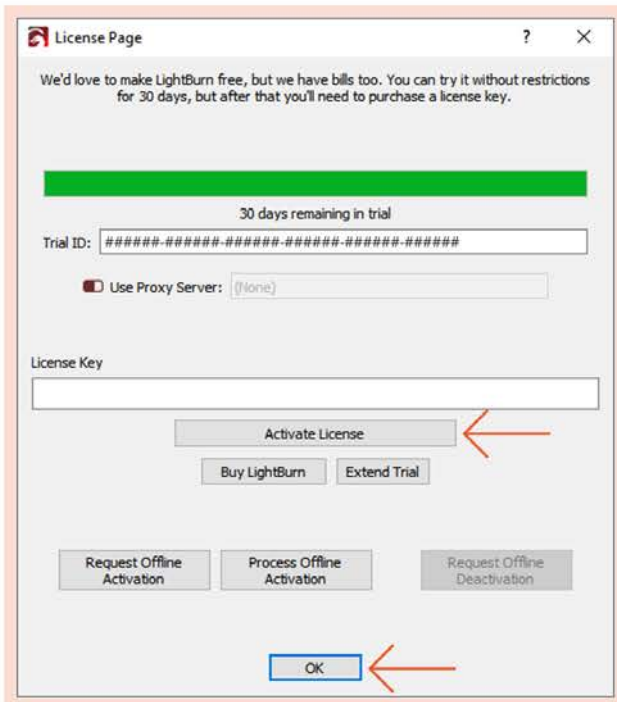 License Page
?
We'd love to make LightBurn free, but we have bills too. You can try it without restrictions
for 30 days, but after that you'll need to purchase a license key.
30 days remaining in trial
Trial ID: ######-######-######-######-######-######
Use Proxy Server: (None)
License Key
Activate License
Buy LightBurn Extend Trial
Request Offline Process Offline Request Offline
Activation Activation Deactivation
OK